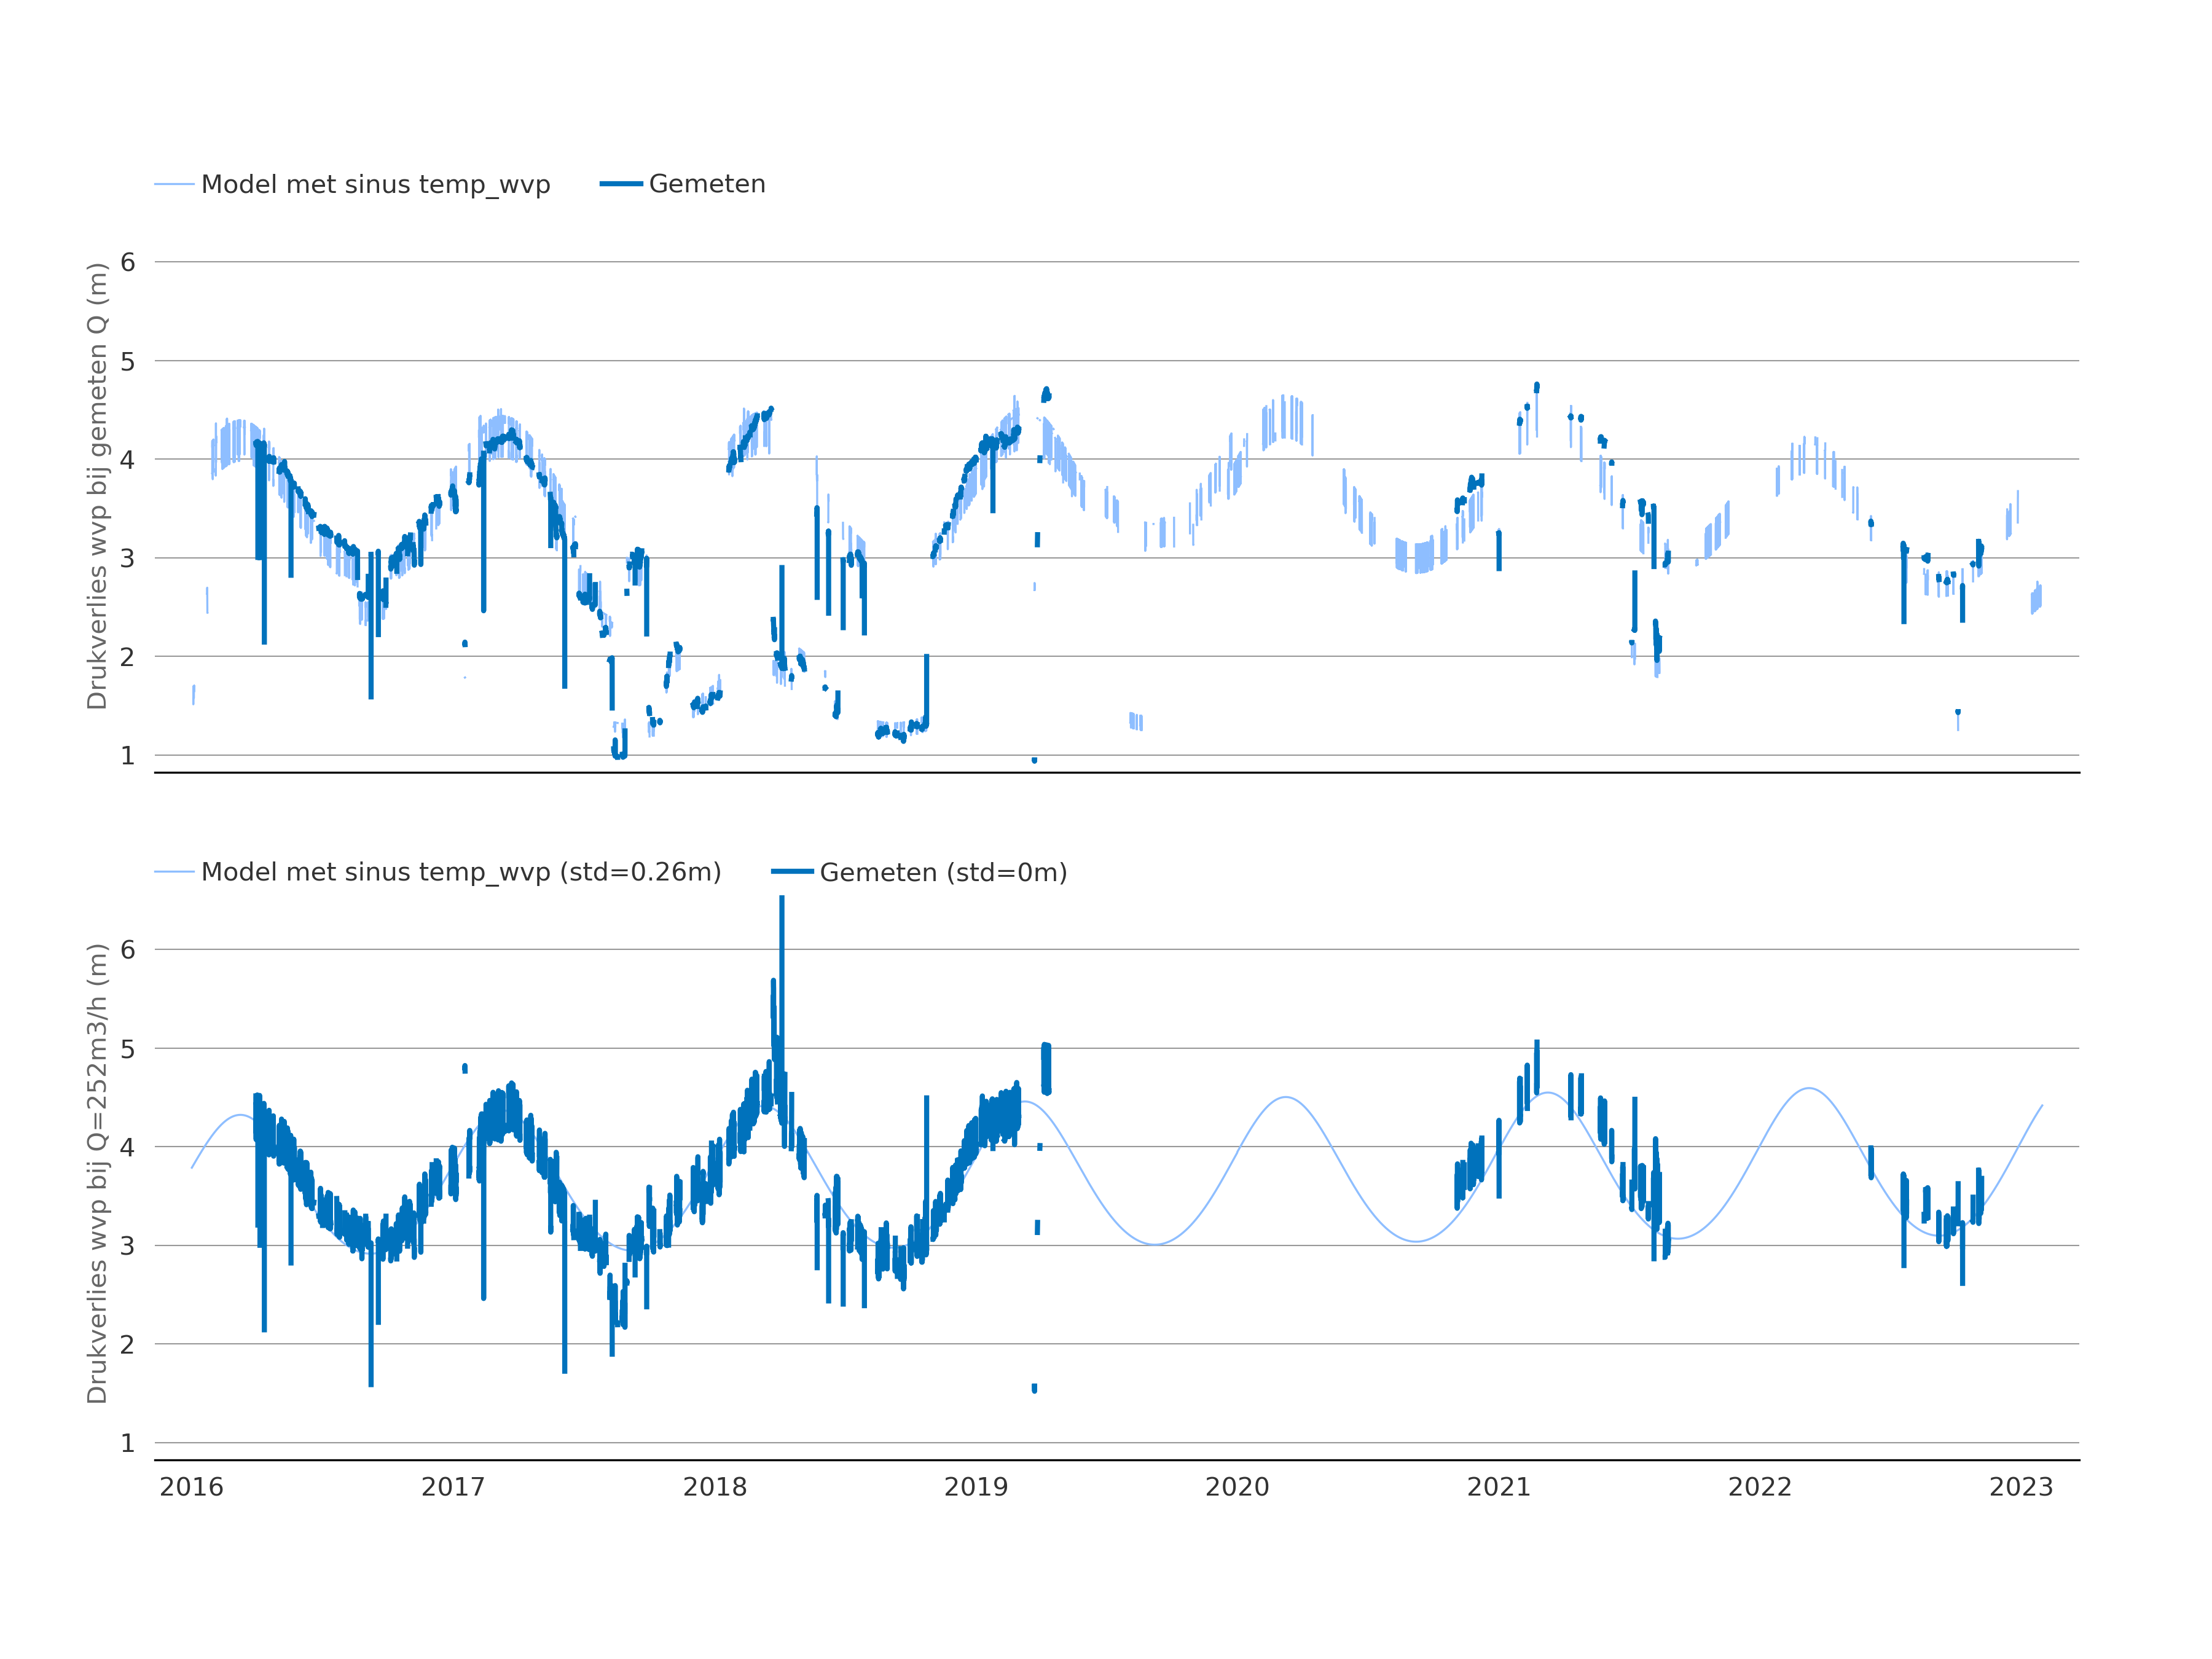 Model met sinus temp_wvp Gemeten
Drukverlies wvp bij gemeten Q (m)
6
5
4
3
2
1
Model met sinus temp_wvp (std=0.26m) Gemeten (std=0m)
Drukverlies wvp bij Q=252m3/h (m)
6
5
4
3
2
1
2016 2017 2018 2019 2020 2021 2022 2023